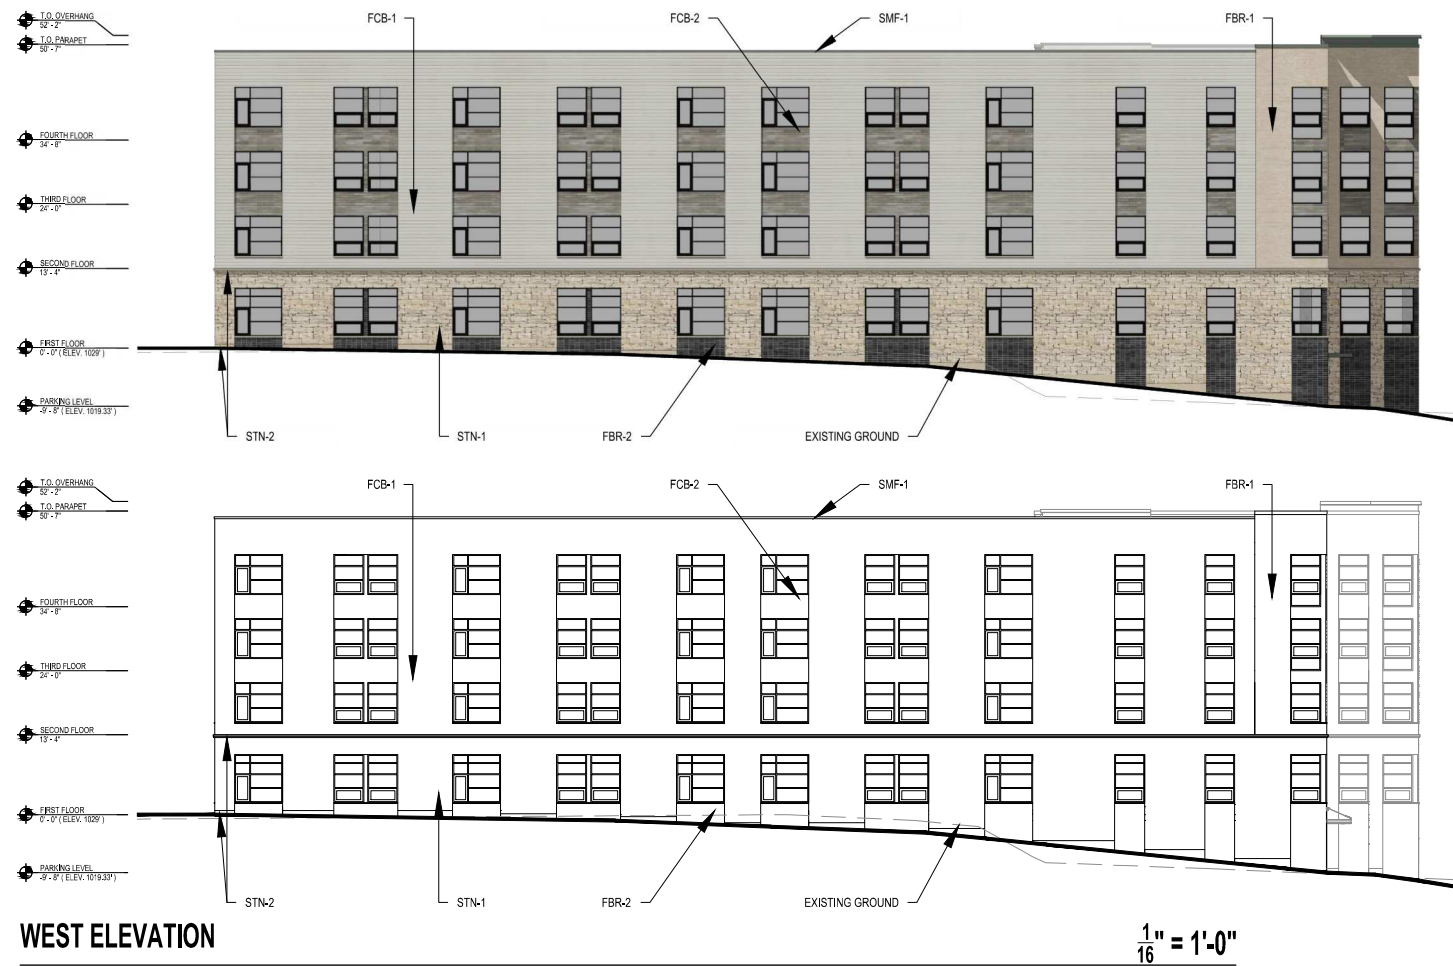 T.O. OVERHANG
52' - 2"
T.O. PARAPET
50' - 7"
FCB-1
FCB-2
SMF-1
FBR-1
FOURTH FLOOR
34' - 8"
THIRD FLOOR
24' - 0"
SECOND FLOOR
13' - 4"
FIRST FLOOR
0' - 0" ( ELEV. 1029' )
PARKING LEVEL
-9' - 8" ( ELEV. 1019.33' )
STN-2
STN-1
FBR-2
EXISTING GROUND
T.O. OVERHANG
52' - 2"
T.O. PARAPET
50' - 7"
FCB-1
FCB-2
SMF-1
FBR-1
FOURTH FLOOR
34' - 8"
THIRD FLOOR
24' - 0"
SECOND FLOOR
13' - 4"
FIRST FLOOR
0' - 0" ( ELEV. 1029' )
PARKING LEVEL
-9' - 8" ( ELEV. 1019.33' )
STN-2
STN-1
FBR-2
EXISTING GROUND
WEST ELEVATION
1/16" = 1'-0"